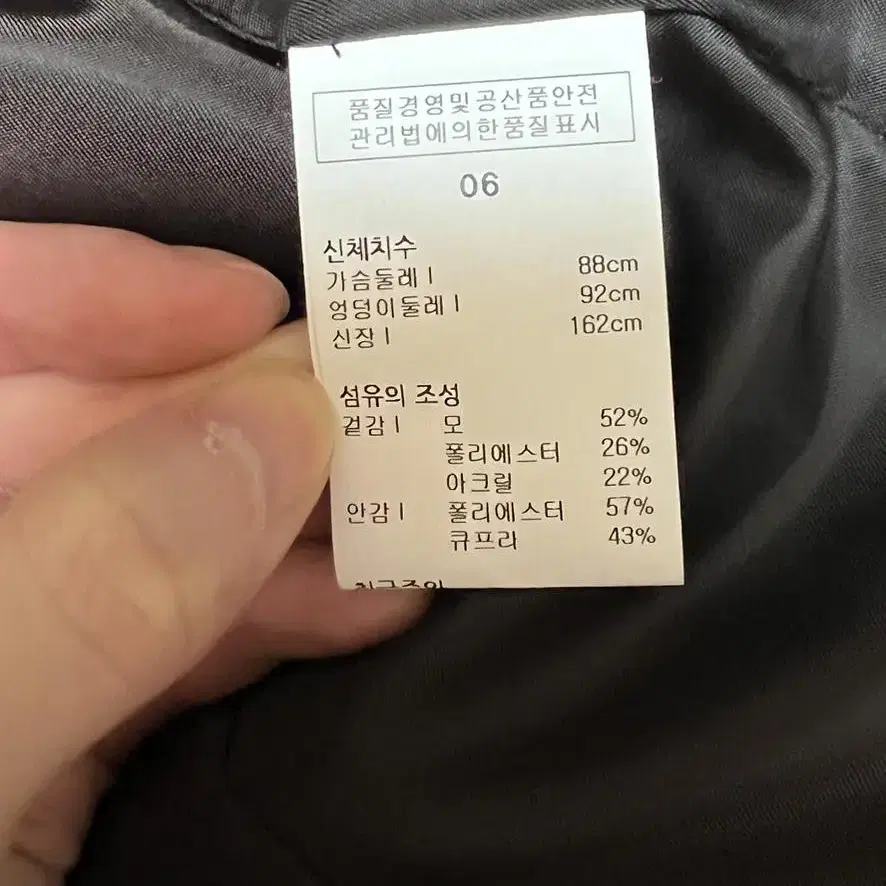 품질경영및공산품안전
관리법에의한품질표시
06
신체치수
가슴둘레 | 88cm
엉덩이둘레 | 92cm
신장 | 162cm
섬유의 조성
겉감 | 모 52%
폴리에스터 26%
아크릴 22%
안감 | 폴리에스터 57%
큐프라 43%